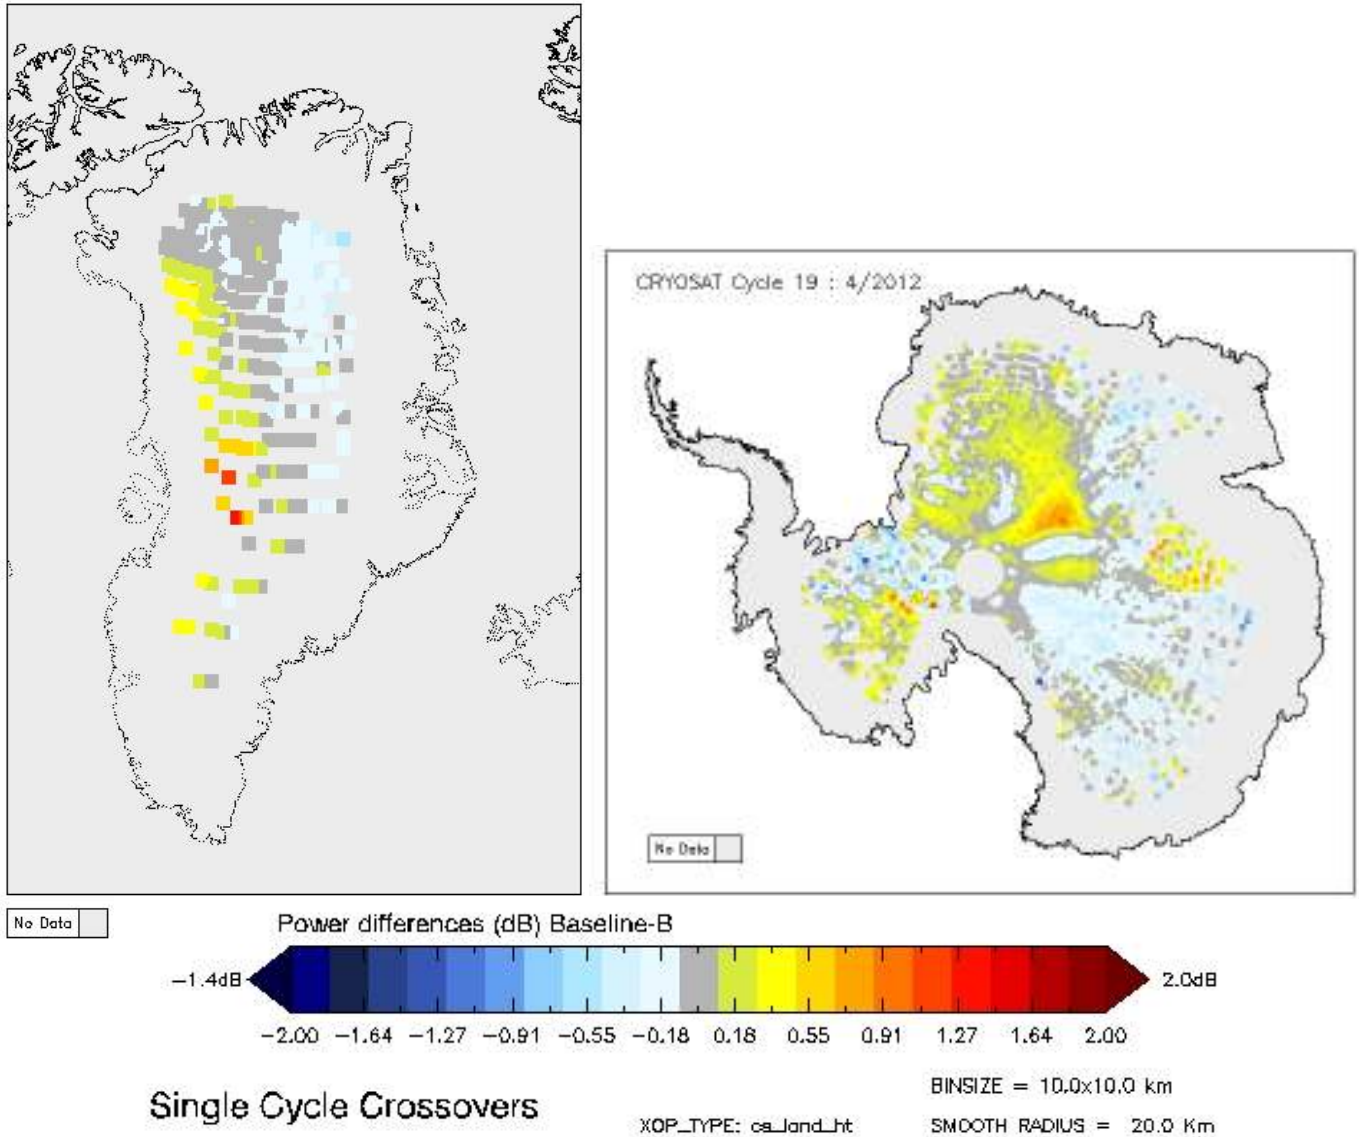 CRYOSAT Cycle 19 : 4/2012
No Data
No Data
Power differences (dB) Baseline-B
-1.4dB
2.0dB
-2.00 -1.64 -1.27 -0.91 -0.55 -0.18 0.18 0.55 0.91 1.27 1.64 2.00
BINSIZE = 10.0x10.0 km
Single Cycle Crossovers
XOP_TYPE: cs_land_ht
SMOOTH RADIUS = 20.0 Km